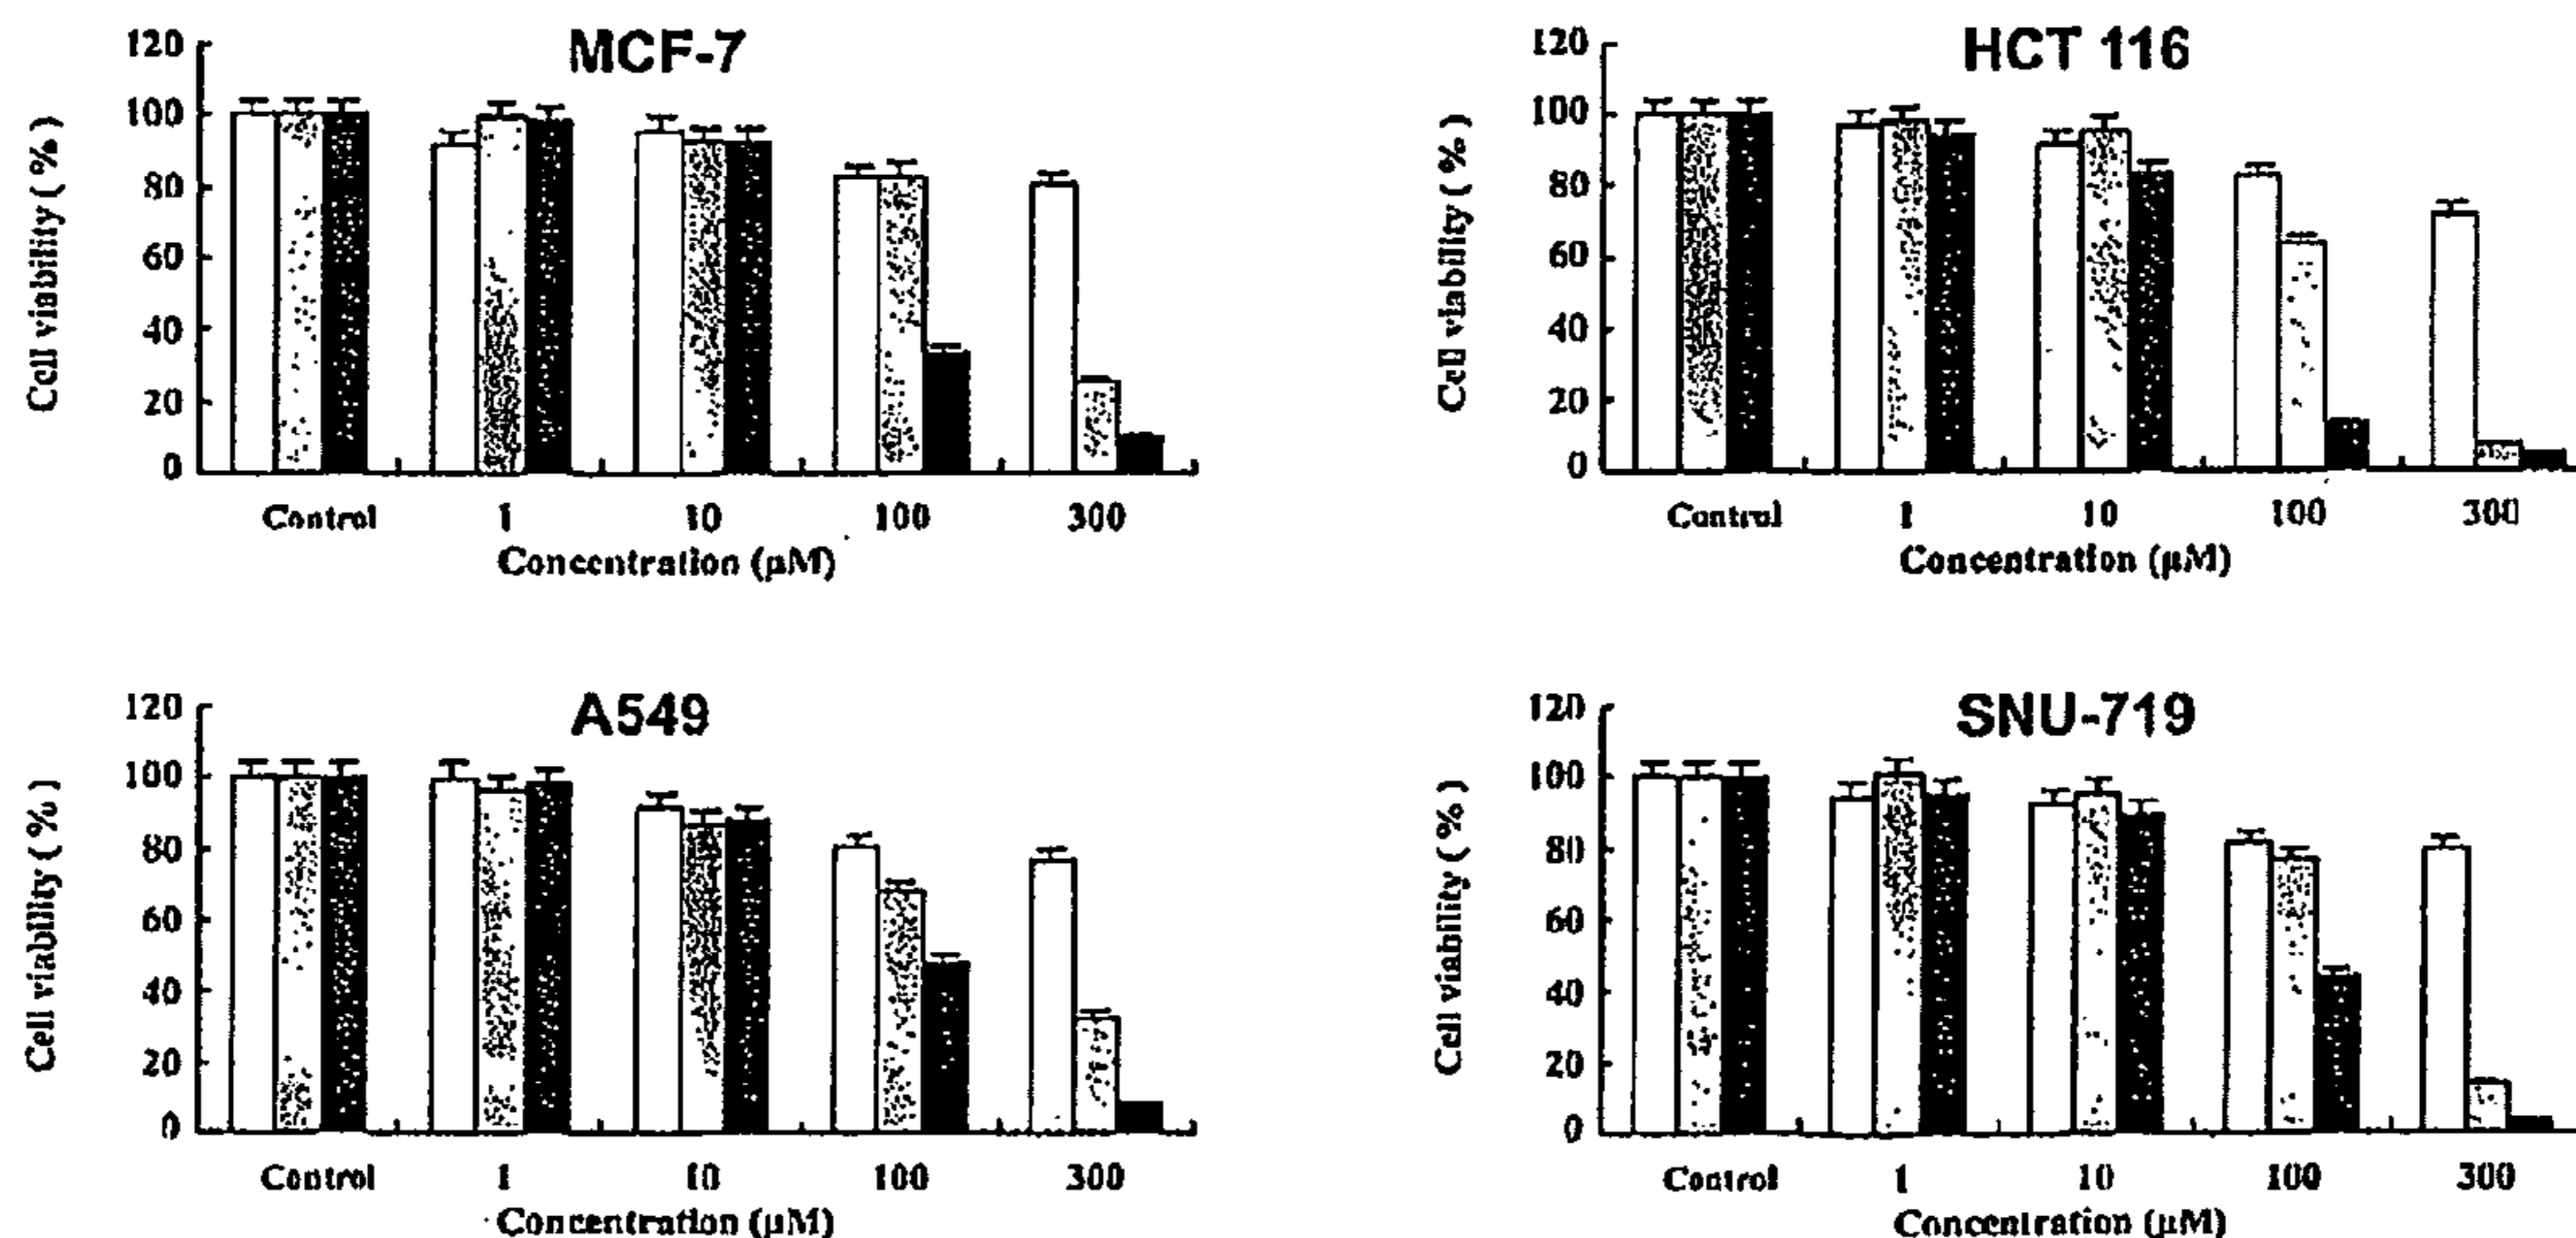 MCF-7
120
100
80
60
40
20
0
Cell viability ( % )
Control 1 10 100 300
Concentration (µM)
HCT 116
120
100
80
60
40
20
0
Cell viability ( % )
Control 1 10 100 300
Concentration (µM)
A549
120
100
80
60
40
20
0
Cell viability ( % )
Control 1 10 100 300
Concentration (µM)
SNU-719
120
100
80
60
40
20
0
Cell viability ( % )
Control 1 10 100 300
Concentration (µM)